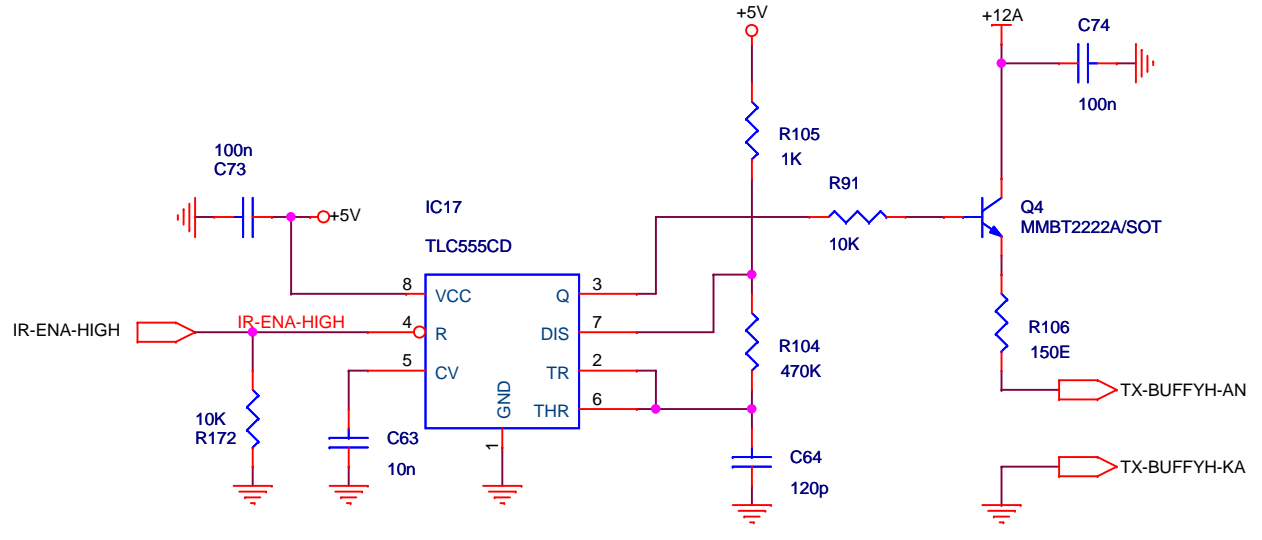 +5V
+12A
C74
100n
R105
1K
100n
C73
+5V
R91
10K
IC17
TLC555CD
Q4
MMBT2222A/SOT
8
VCC
Q
3
IR-ENA-HIGH
IR-ENA-HIGH
4
R
DIS
7
R106
150E
R104
470K
5
CV
TR
2
GND
THR
6
TX-BUFFYH-AN
10K
R172
1
C63
10n
C64
120p
TX-BUFFYH-KA